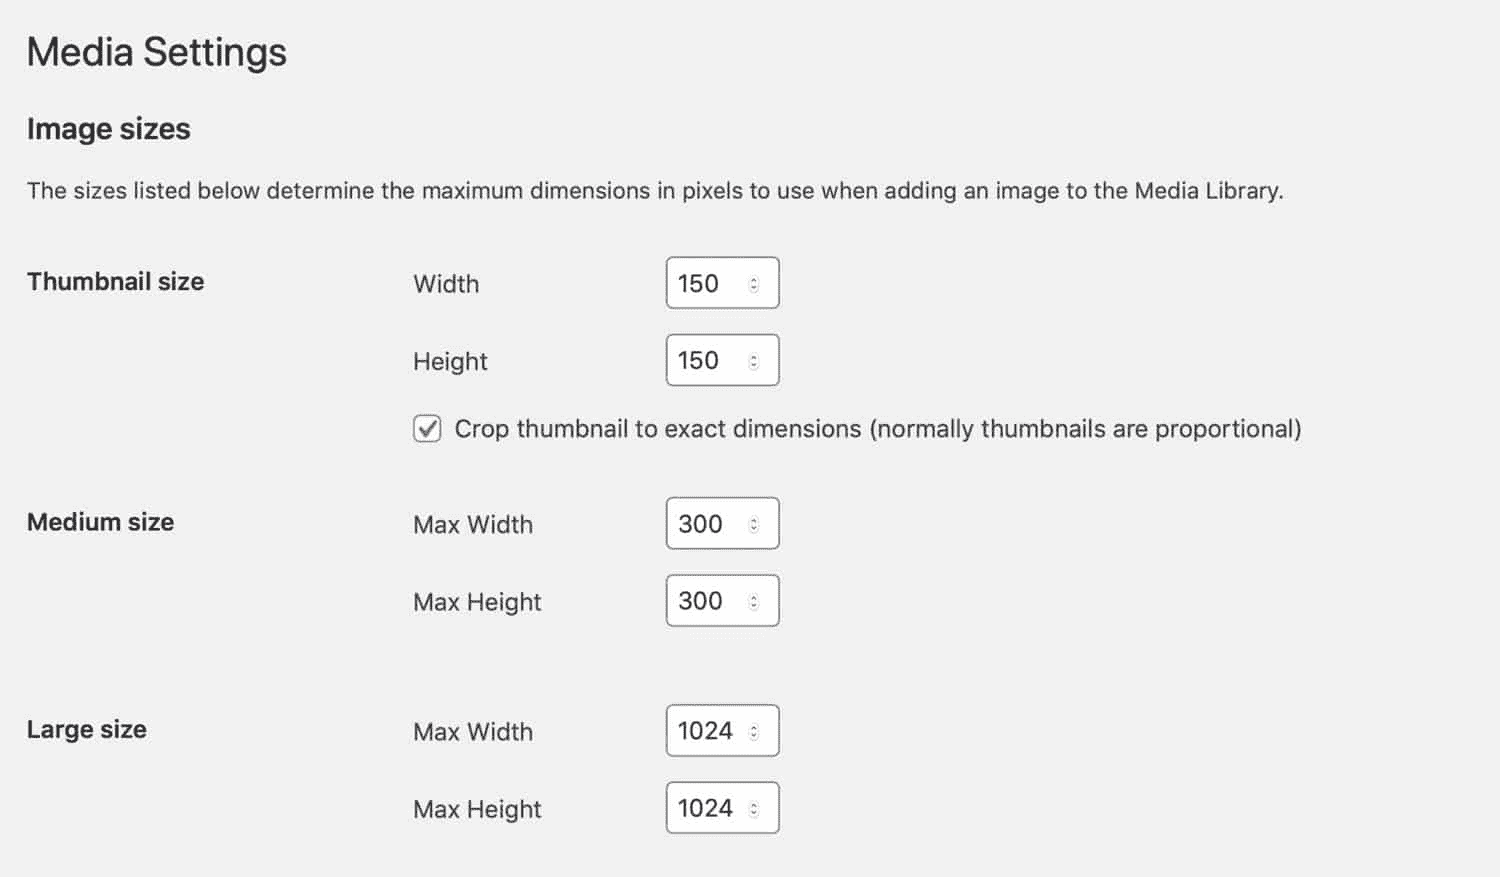 Media Settings
Image sizes
The sizes listed below determine the maximum dimensions in pixels to use when adding an image to the Media Library.
Thumbnail size Width 150
Height 150
Crop thumbnail to exact dimensions (normally thumbnails are proportional)
Medium size Max Width 300
Max Height 300
Large size Max Width 1024
Max Height 1024